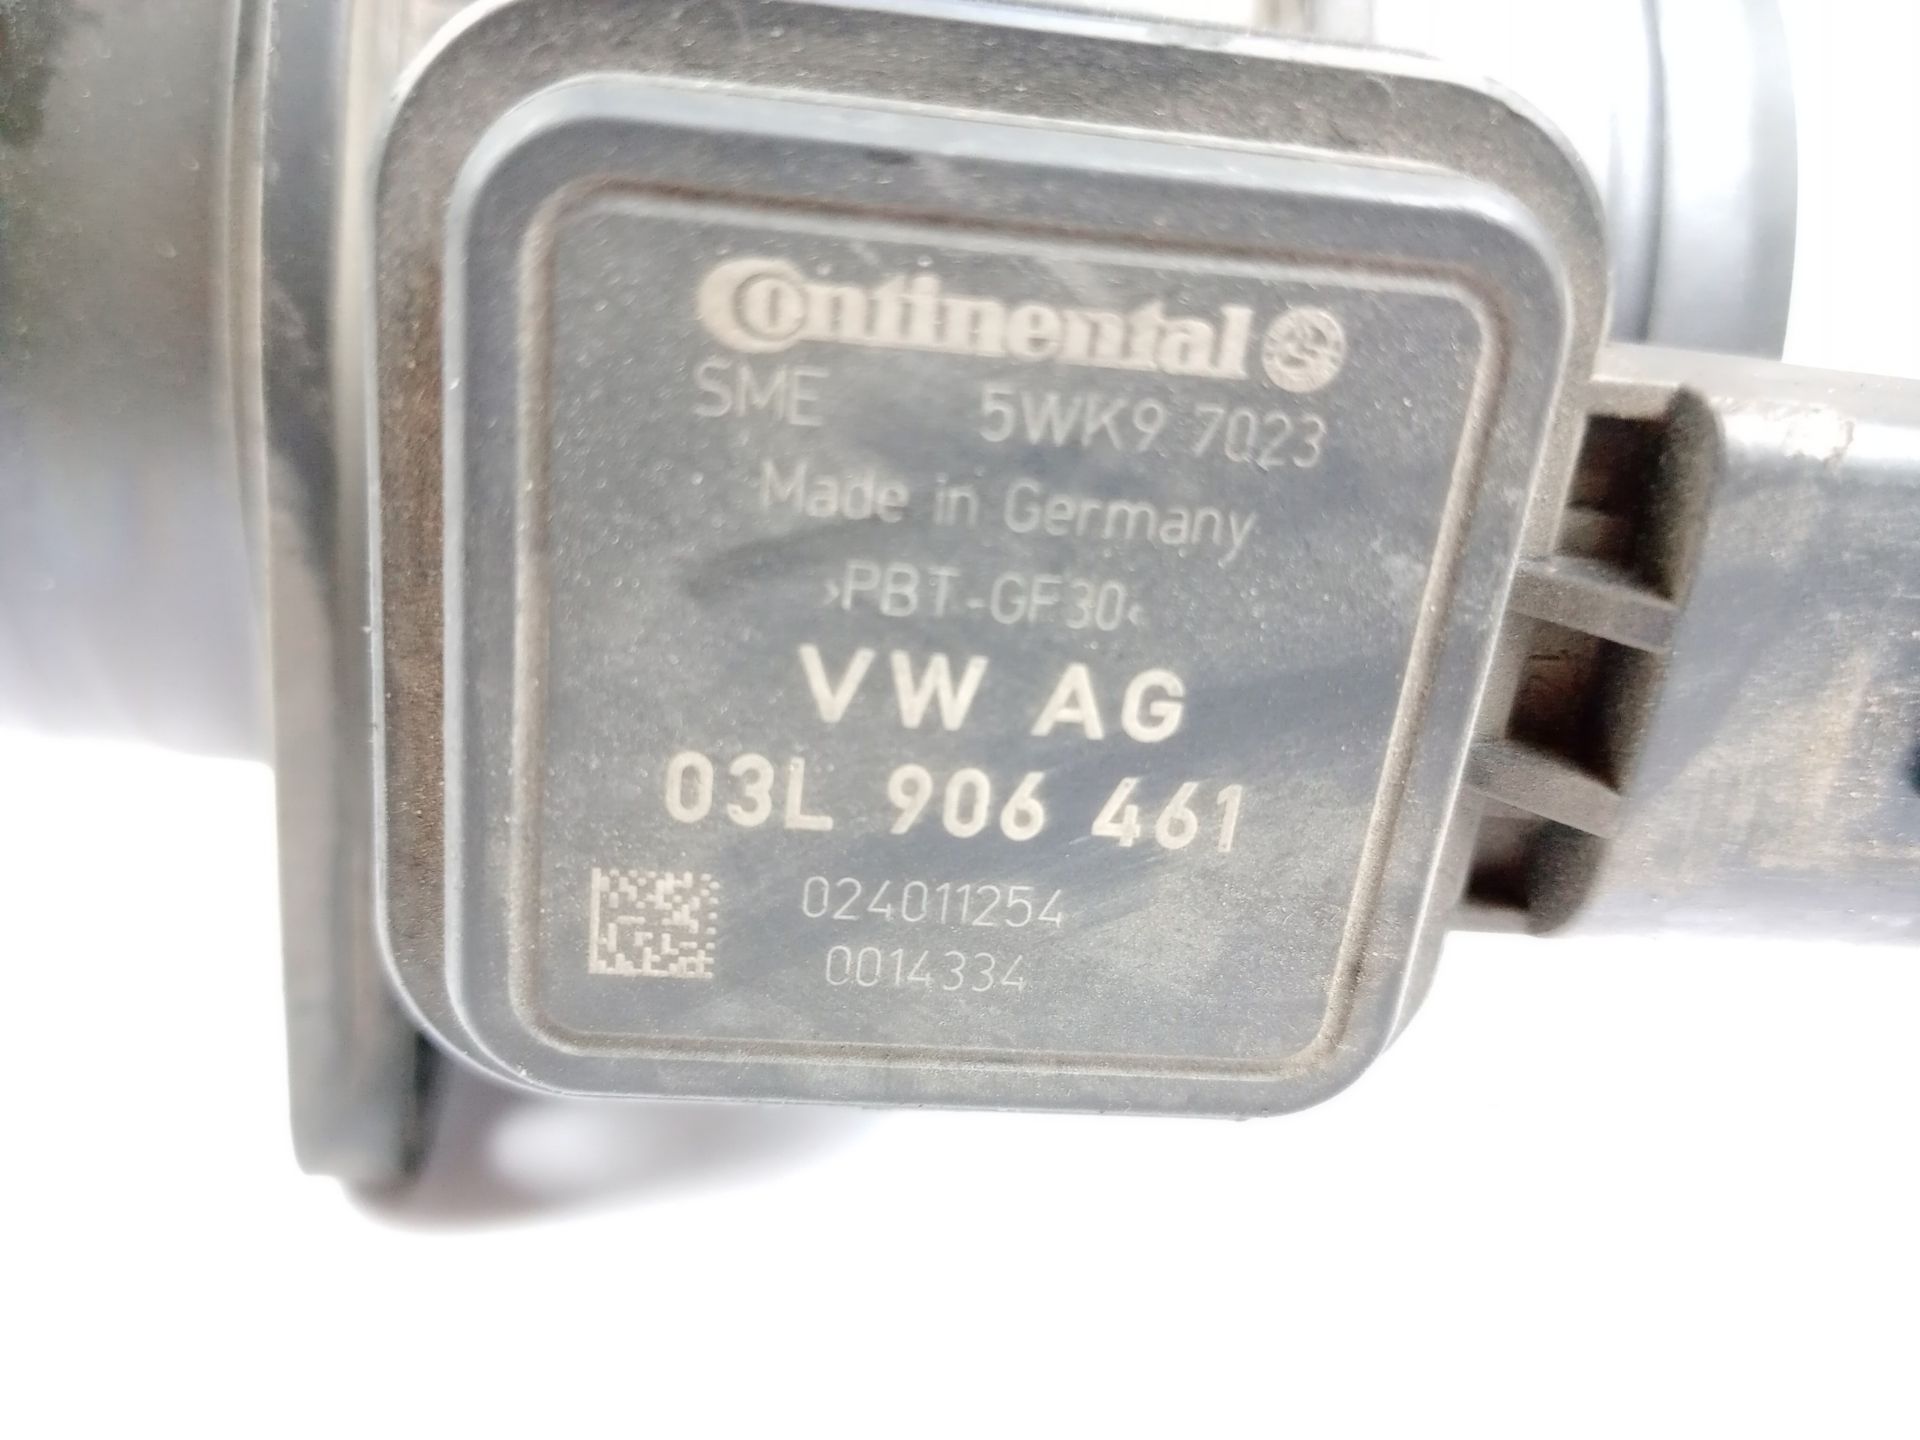 Continental
SME 5WK9 7023
Made in Germany
>PBT-GF30<
VW AG
03L 906 461
024011254
0014334